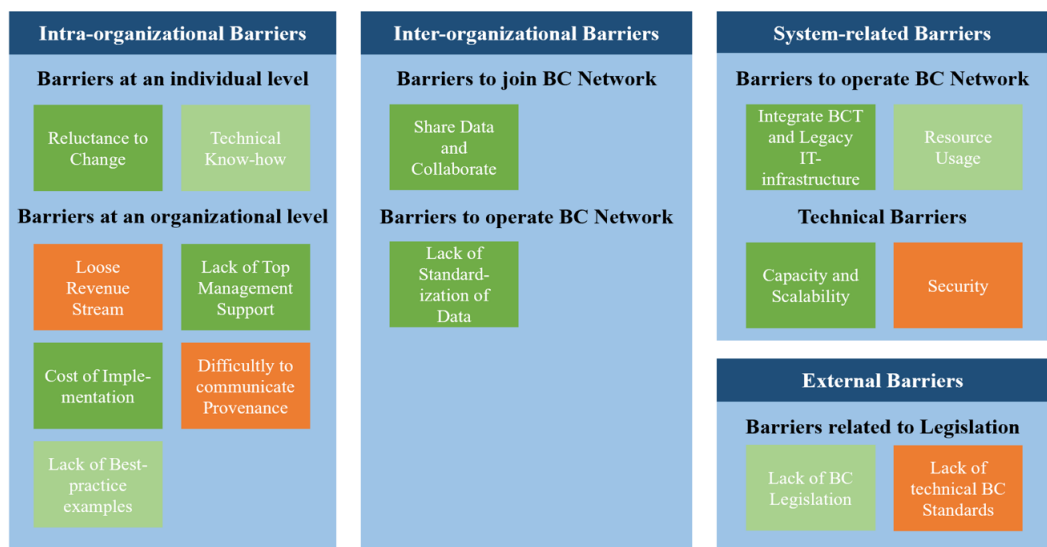 Intra-organizational Barriers
Barriers at an individual level
Reluctance to
Change
Technical
Know-how
Barriers at an organizational level
Loose
Revenue
Stream
Lack of Top
Management
Support
Cost of Imple-
mentation
Difficultly to
communicate
Provenance
Lack of Best-
practice
examples
Inter-organizational Barriers
Barriers to join BC Network
Share Data
and
Collaborate
Barriers to operate BC Network
Lack of
Standard-
ization of
Data
System-related Barriers
Barriers to operate BC Network
Integrate BCT
and Legacy
IT-
infrastructure
Resource
Usage
Technical Barriers
Capacity and
Scalability
Security
External Barriers
Barriers related to Legislation
Lack of BC
Legislation
Lack of
technical BC
Standards